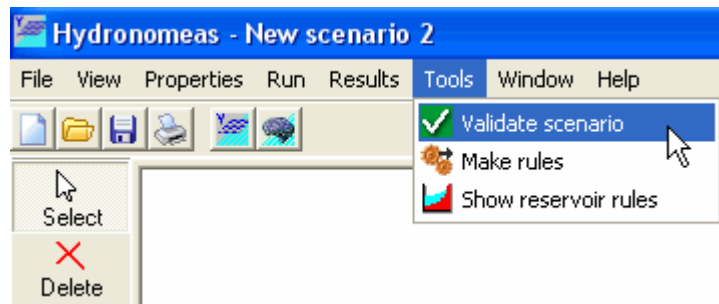 Hydronomeas - New scenario 2
File View Properties Run Results Tools Window Help
Validate scenario
Make rules
Show reservoir rules
Select
Delete